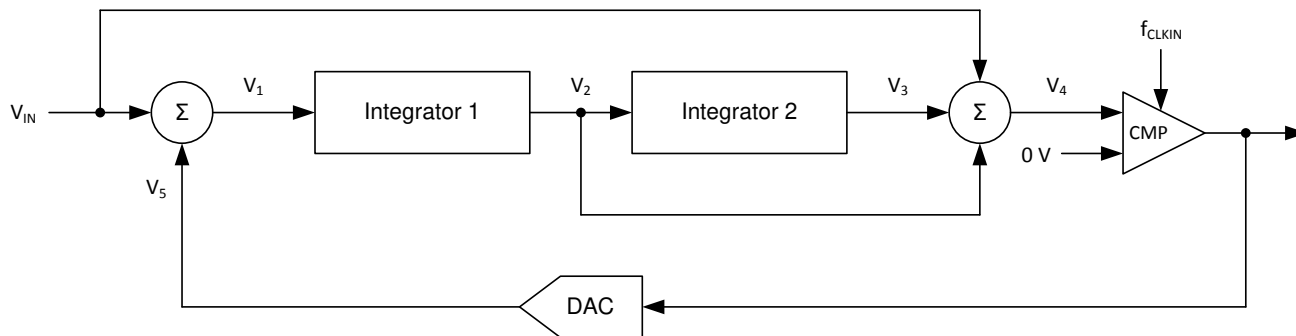 f_CLKIN
V_IN
Σ
V_1
Integrator 1
V_2
Integrator 2
V_3
Σ
V_4
CMP
0 V
V_5
DAC